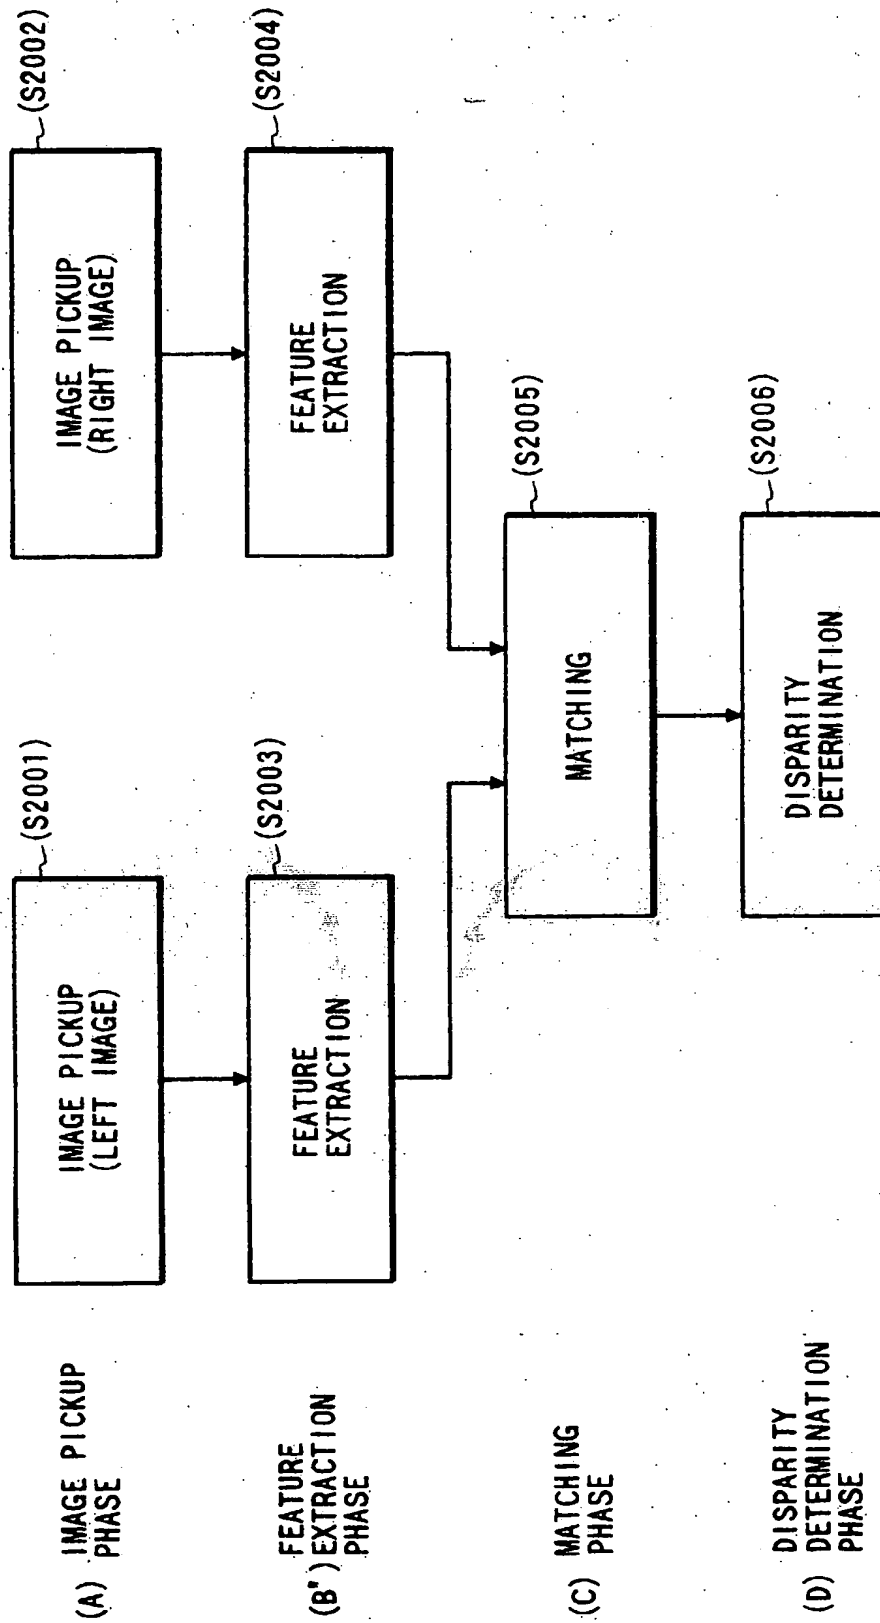 (A) IMAGE PICKUP
PHASE
IMAGE PICKUP
(LEFT IMAGE)
(S2001)
IMAGE PICKUP
(RIGHT IMAGE)
(S2002)
FEATURE
(B") EXTRACTION
PHASE
FEATURE
EXTRACTION
(S2003)
FEATURE
EXTRACTION
(S2004)
(C) MATCHING
PHASE
MATCHING
(S2005)
DISPARITY
(D) DETERMINATION
PHASE
DISPARITY
DETERMINATION
(S2006)